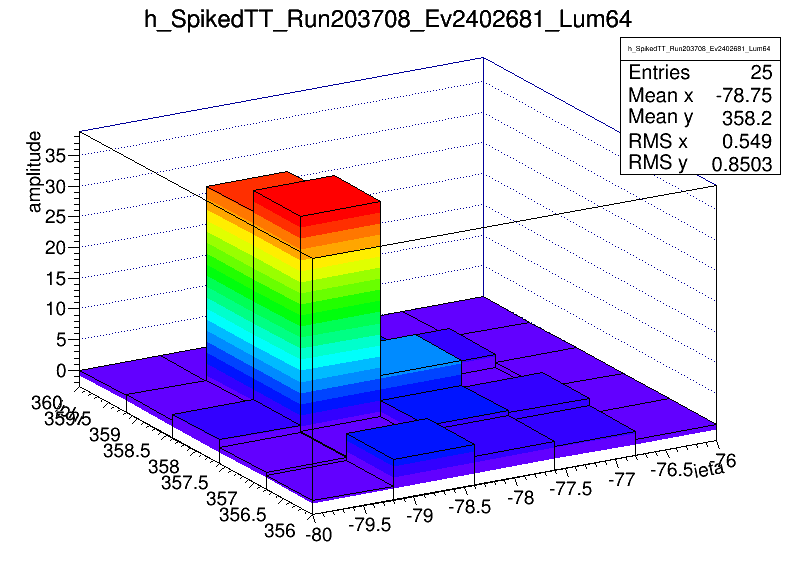 h_SpikedTT_Run203708_Ev2402681_Lum64
h_SpikedTT_Run203708_Ev2402681_Lum64
Entries 25
Mean x -78.75
Mean y 358.2
RMS x 0.549
RMS y 0.8503
amplitude
35
30
25
20
15
10
5
0
360
359.5
359
358.5
358
357.5
357
356.5
356
-80
-79.5
-79
-78.5
-78
-77.5
-77
-76.5
-76
ieta